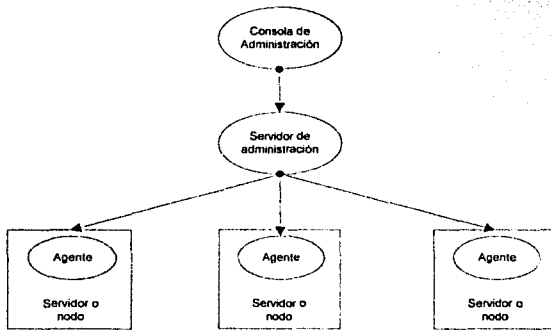 Consola de
Administración
Servidor de
administración
Agente
Servidor o
nodo
Agente
Servidor o
nodo
Agente
Servidor o
nodo